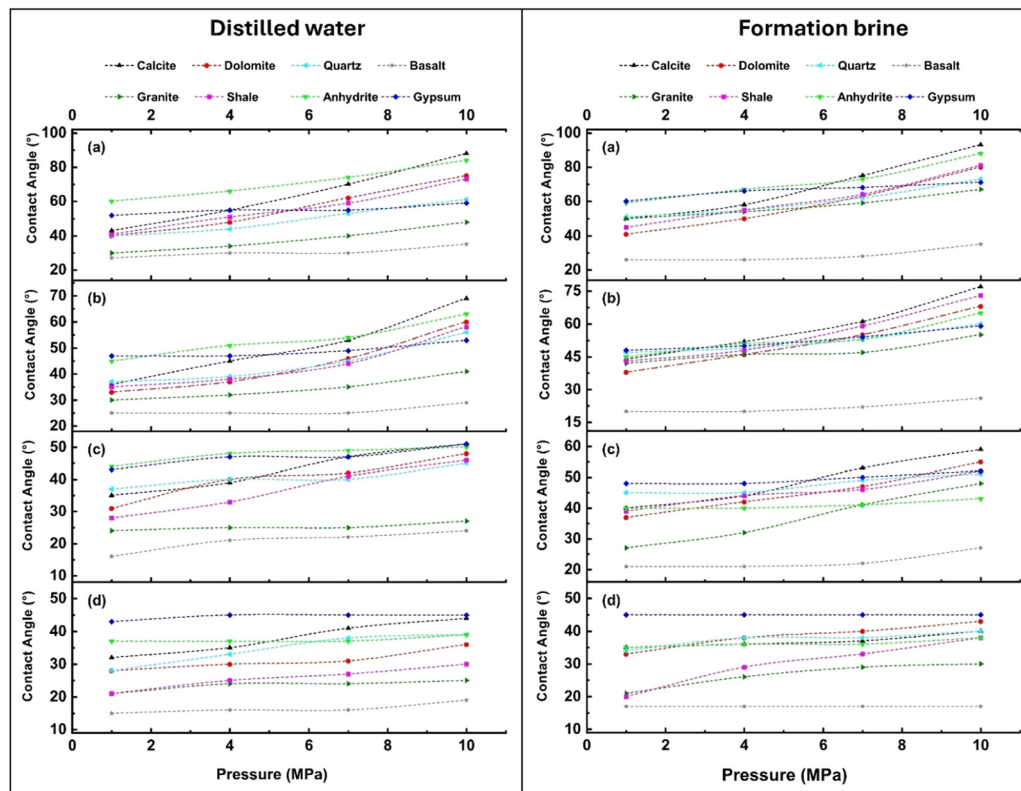 Distilled water
Calcite Dolomite Quartz Basalt
Granite Shale Anhydrite Gypsum
0 2 4 6 8 10
(a)
100
80
60
40
20
Contact Angle (°)
(b)
70
60
50
40
30
20
Contact Angle (°)
(c)
50
40
30
20
10
Contact Angle (°)
(d)
50
40
30
20
10
Contact Angle (°)
0 2 4 6 8 10
Pressure (MPa)
Formation brine
Calcite Dolomite Quartz Basalt
Granite Shale Anhydrite Gypsum
0 2 4 6 8 10
(a)
100
80
60
40
20
Contact Angle (°)
(b)
75
60
45
30
15
Contact Angle (°)
(c)
60
50
40
30
20
Contact Angle (°)
(d)
50
40
30
20
10
Contact Angle (°)
0 2 4 6 8 10
Pressure (MPa)